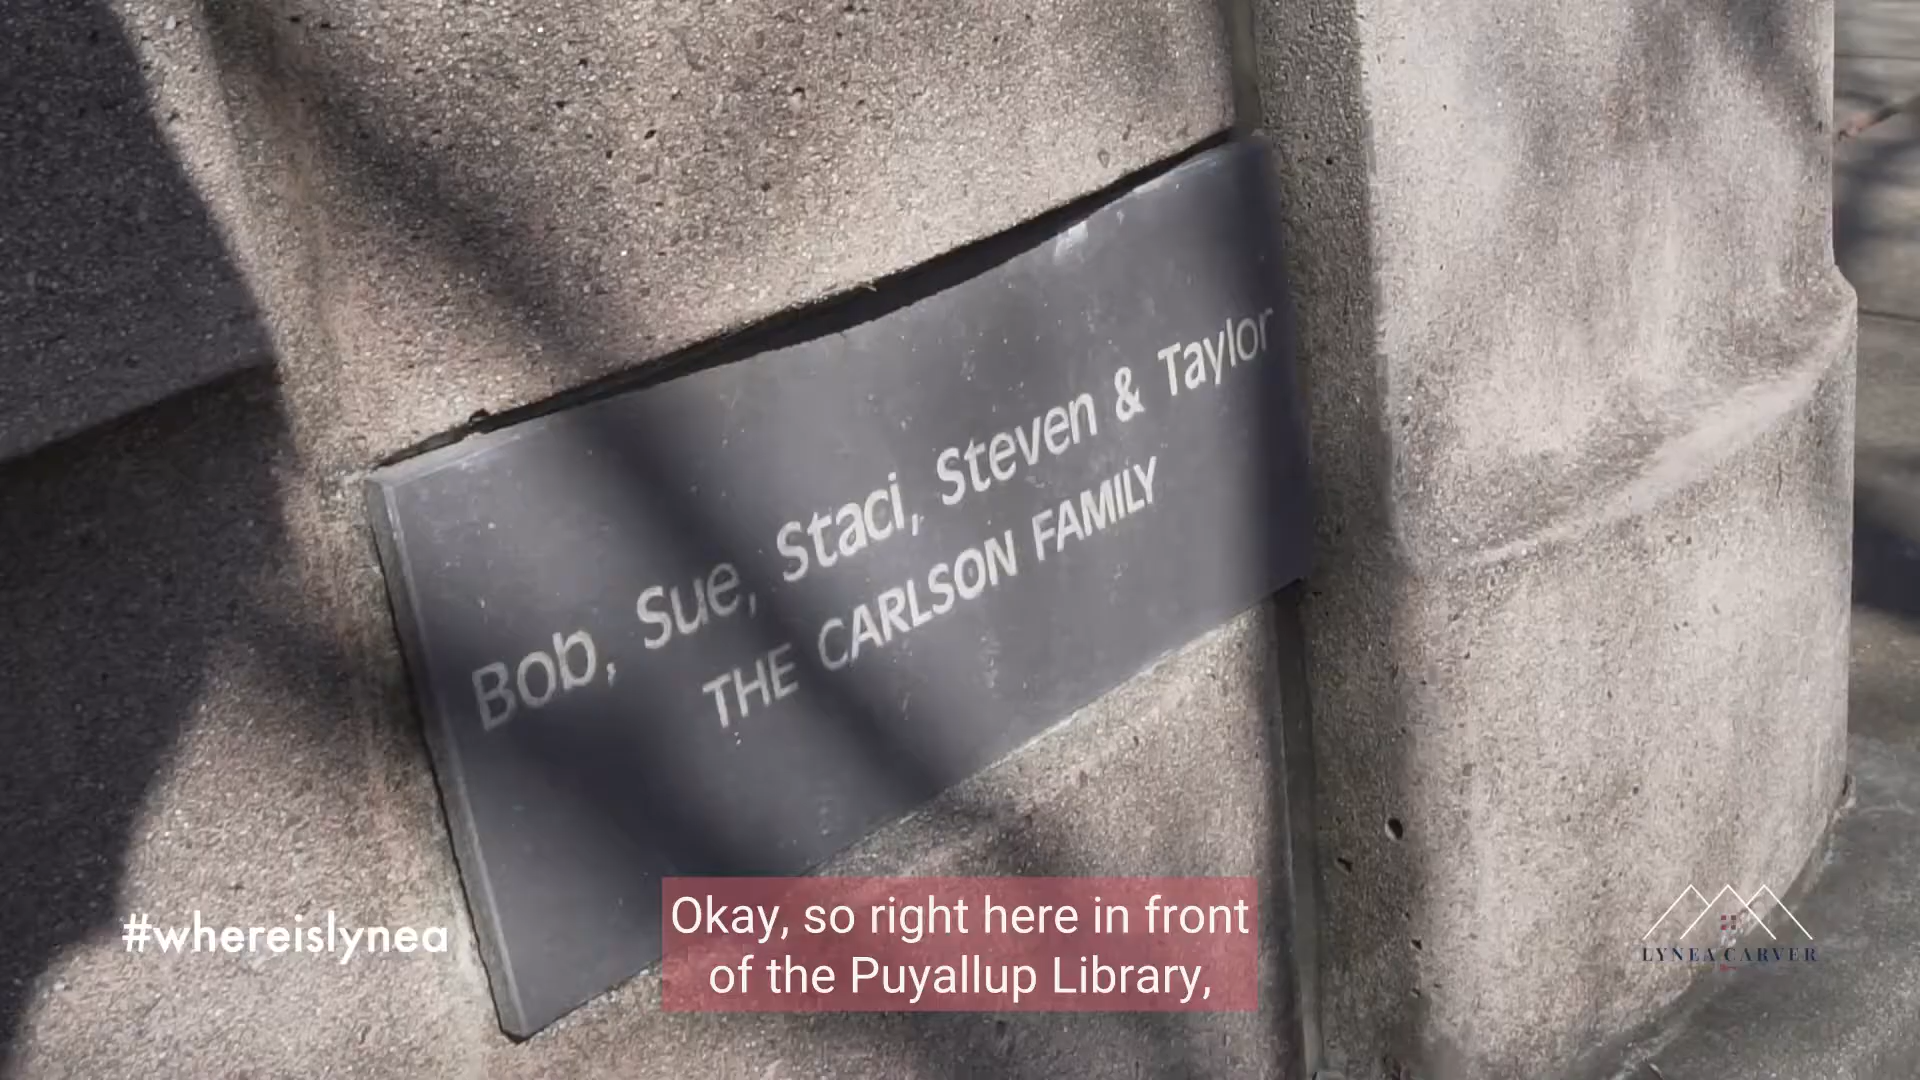 Bob, Sue, Staci, Steven & Taylor
THE CARLSON FAMILY
Okay, so right here in front
of the Puyallup Library,
#whereislynea
LYNEA CARVER